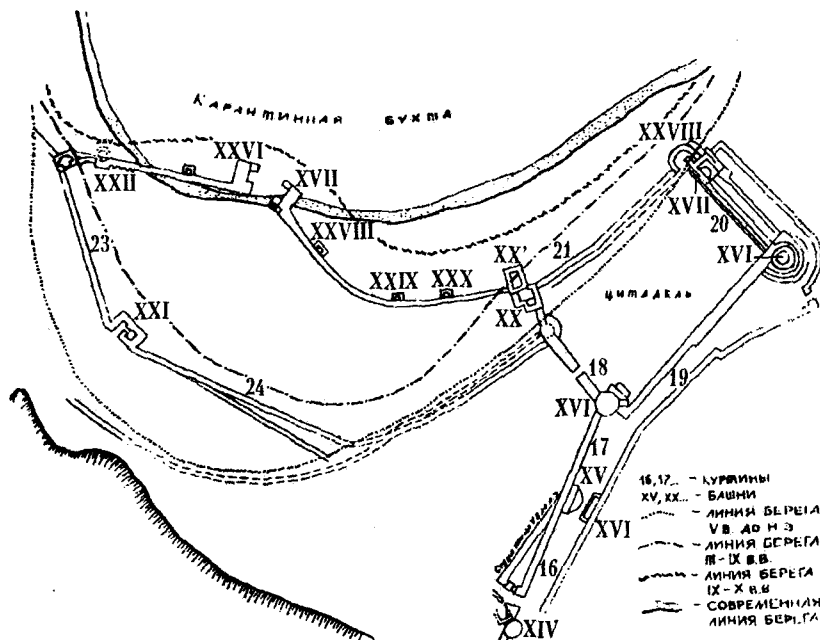 КАРАНТИННАЯ БУХТА
XXVIII
XXVI
XVII
XXII
XVII
20
XXVIII
23
21
XXIX
XXX
XX'
XVI
XX
ЦИТАДЕЛЬ
XXI
24
18
19
XVI
17
XV
XVI
16
XIV
16, 17... - КУРТИНЫ
XV, XX... - БАШНИ
- ЛИНИЯ БЕРЕГА
V В. ДО Н Э
- ЛИНИЯ БЕРЕГА
III-IX В.В.
- ЛИНИЯ БЕРЕГА
IX-X В.В
- СОВРЕМЕННАЯ
ЛИНИЯ БЕРЕГА